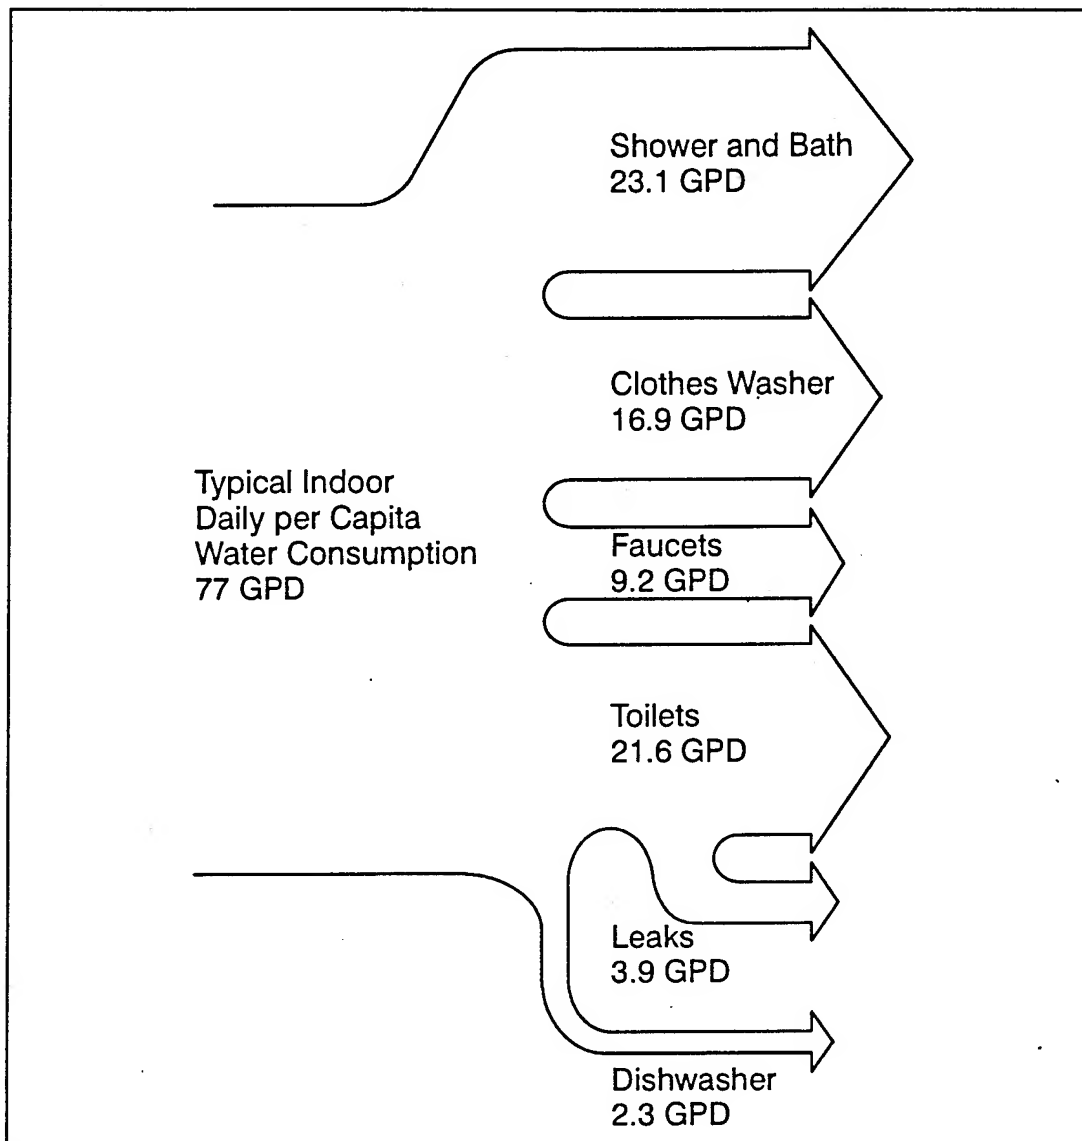 Shower and Bath
23.1 GPD
Clothes Washer
16.9 GPD
Typical Indoor
Daily per Capita
Water Consumption
77 GPD
Faucets
9.2 GPD
Toilets
21.6 GPD
Leaks
3.9 GPD
Dishwasher
2.3 GPD